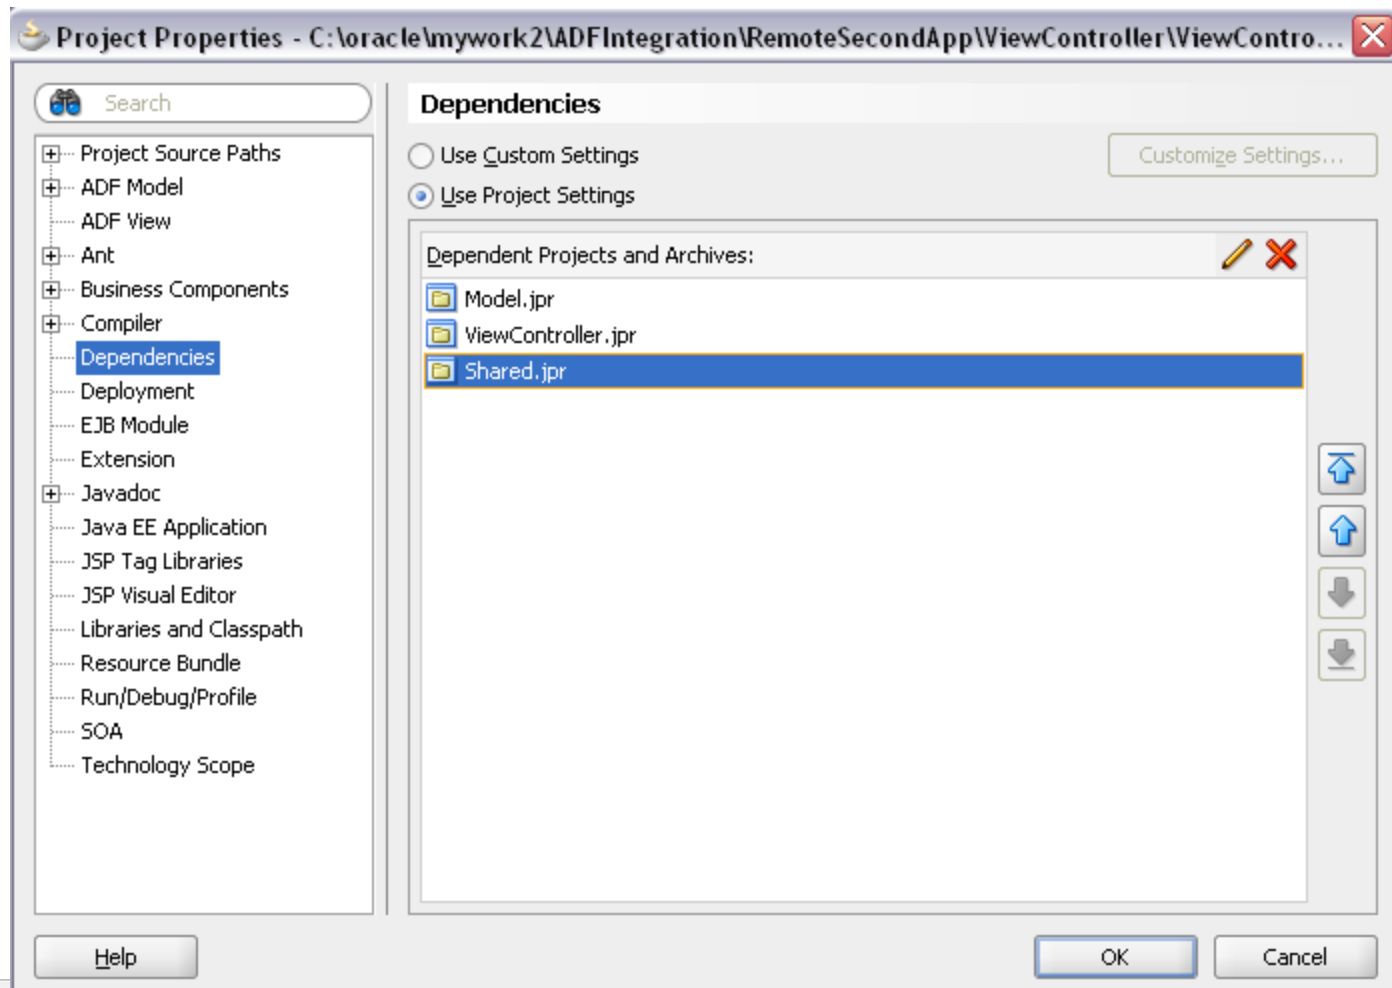 Project Properties - C:\oracle\mywork2\ADFIntegration\RemoteSecondApp\ViewController\ViewContro...
Search
Project Source Paths
ADF Model
ADF View
Ant
Business Components
Compiler
Dependencies
Deployment
EJB Module
Extension
Javadoc
Java EE Application
JSP Tag Libraries
JSP Visual Editor
Libraries and Classpath
Resource Bundle
Run/Debug/Profile
SOA
Technology Scope
Dependencies
Use Custom Settings
Customize Settings...
Use Project Settings
Dependent Projects and Archives:
Model.jpr
ViewController.jpr
Shared.jpr
Help
OK
Cancel